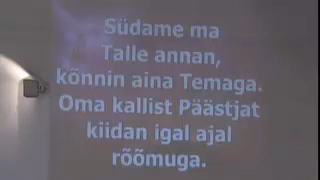 Südame ma
Talle annan,
kõnnin aina Temaga.
Oma kallist Päästjat
kiidan igal ajal
rõõmuga.